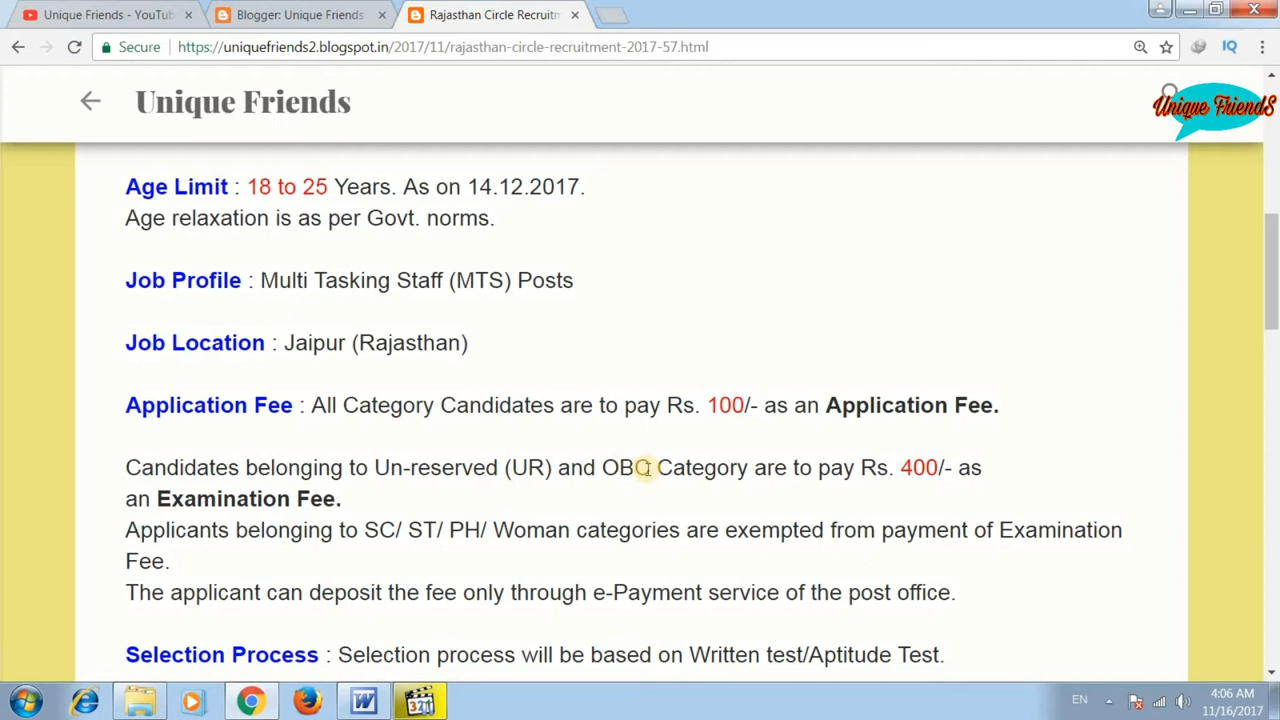 Unique Friends - YouTub
Blogger: Unique Friends
Rajasthan Circle Recruitm
Secure
https://uniquefriends2.blogspot.in/2017/11/rajasthan-circle-recruitment-2017-57.html
IQ
Unique Friends
Unique FriendS
Age Limit : 18 to 25 Years. As on 14.12.2017.
Age relaxation is as per Govt. norms.
Job Profile : Multi Tasking Staff (MTS) Posts
Job Location : Jaipur (Rajasthan)
Application Fee : All Category Candidates are to pay Rs. 100/- as an Application Fee.
Candidates belonging to Un-reserved (UR) and OBC Category are to pay Rs. 400/- as
an Examination Fee.
Applicants belonging to SC/ ST/ PH/ Woman categories are exempted from payment of Examination
Fee.
The applicant can deposit the fee only through e-Payment service of the post office.
Selection Process : Selection process will be based on Written test/Aptitude Test.
321
EN
4:06 AM
11/16/2017